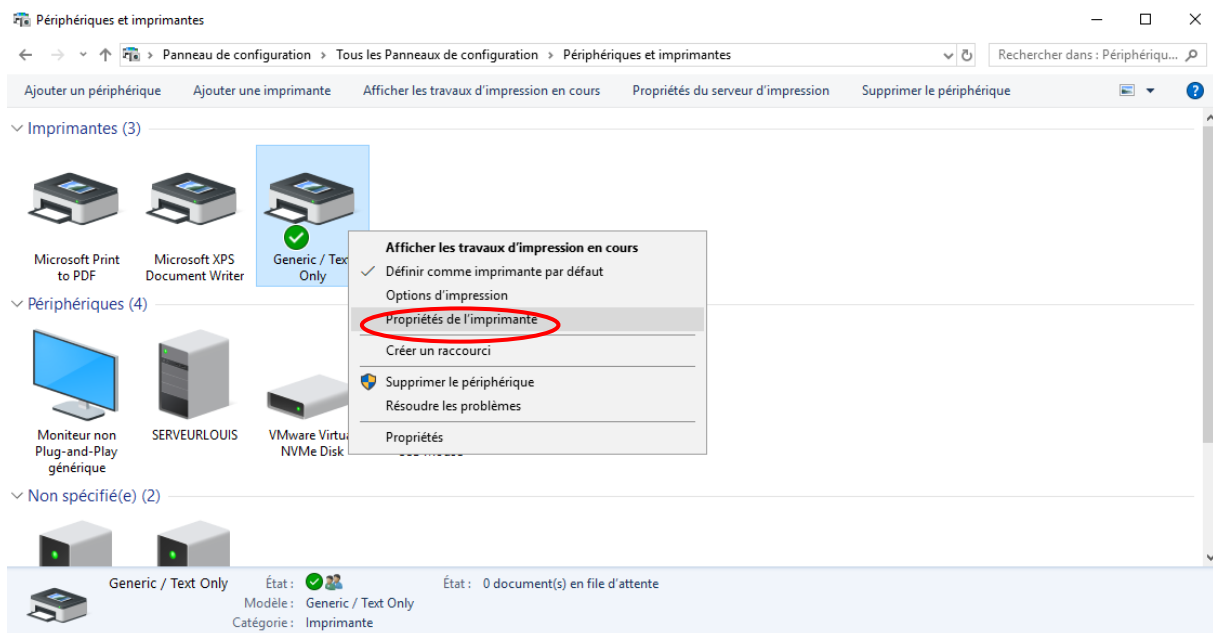 Périphériques et imprimantes
Panneau de configuration > Tous les Panneaux de configuration > Périphériques et imprimantes
Rechercher dans : Périphériqu...
Ajouter un périphérique Ajouter une imprimante Afficher les travaux d'impression en cours Propriétés du serveur d'impression Supprimer le périphérique
Imprimantes (3)
Microsoft Print
to PDF
Microsoft XPS
Document Writer
Generic / Tex
Only
Afficher les travaux d'impression en cours
Définir comme imprimante par défaut
Options d'impression
Propriétés de l'imprimante
Créer un raccourci
Supprimer le périphérique
Résoudre les problèmes
Propriétés
Périphériques (4)
Moniteur non
Plug-and-Play
générique
SERVEURLOUIS
VMware Virtua
NVMe Disk
Non spécifié(e) (2)
Generic / Text Only État : État : 0 document(s) en file d'attente
Modèle : Generic / Text Only
Catégorie : Imprimante